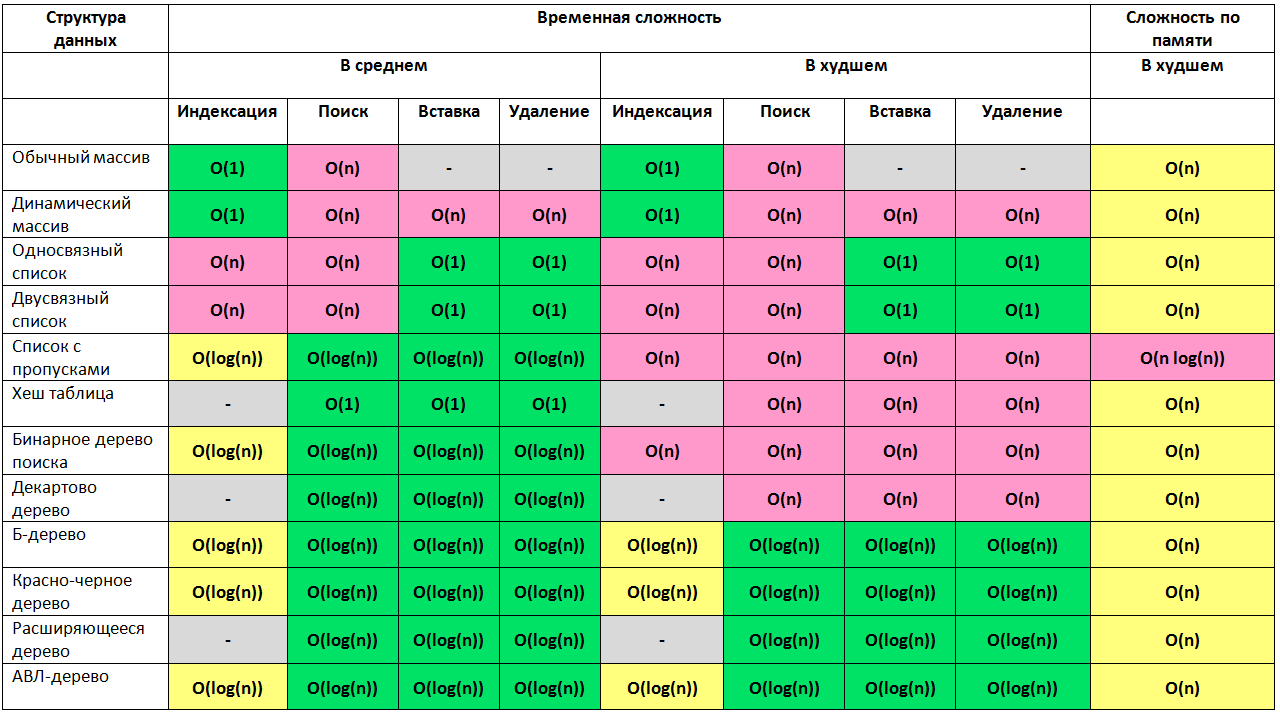 Структура Временная сложность Сложность по
данных памяти
В среднем В худшем В худшем
Индексация Поиск Вставка Удаление Индексация Поиск Вставка Удаление
Обычный массив O(1) O(n) - - O(1) O(n) - - O(n)
Динамический
массив O(1) O(n) O(n) O(n) O(1) O(n) O(n) O(n) O(n)
Односвязный
список O(n) O(n) O(1) O(1) O(n) O(n) O(1) O(1) O(n)
Двусвязный
список O(n) O(n) O(1) O(1) O(n) O(n) O(1) O(1) O(n)
Список с
пропусками O(log(n)) O(log(n)) O(log(n)) O(log(n)) O(n) O(n) O(n) O(n) O(n log(n))
Хеш таблица - O(1) O(1) O(1) - O(n) O(n) O(n) O(n)
Бинарное дерево
поиска O(log(n)) O(log(n)) O(log(n)) O(log(n)) O(n) O(n) O(n) O(n) O(n)
Декартово
дерево - O(log(n)) O(log(n)) O(log(n)) - O(n) O(n) O(n) O(n)
Б-дерево O(log(n)) O(log(n)) O(log(n)) O(log(n)) O(log(n)) O(log(n)) O(log(n)) O(log(n)) O(n)
Красно-черное
дерево O(log(n)) O(log(n)) O(log(n)) O(log(n)) O(log(n)) O(log(n)) O(log(n)) O(log(n)) O(n)
Расширяющееся
дерево - O(log(n)) O(log(n)) O(log(n)) - O(log(n)) O(log(n)) O(log(n)) O(n)
АВЛ-дерево O(log(n)) O(log(n)) O(log(n)) O(log(n)) O(log(n)) O(log(n)) O(log(n)) O(log(n)) O(n)